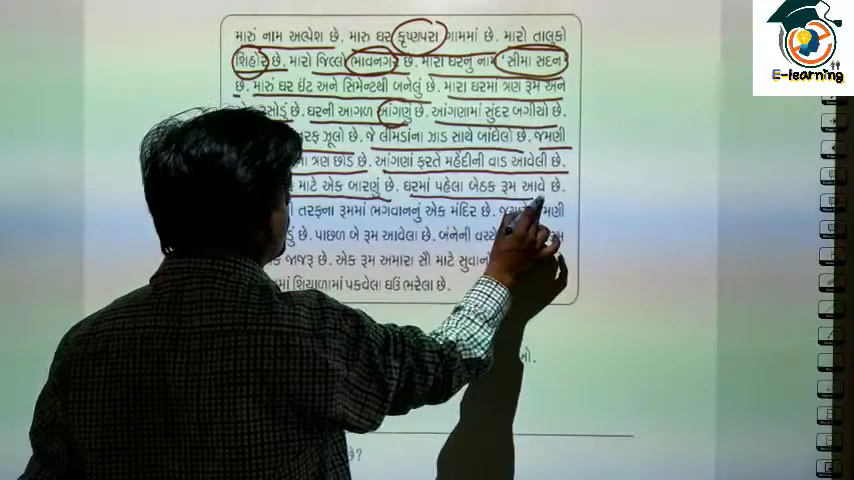 મારું નામ અલ્પેશ છે. મારુ ઘર કૃષ્ણપરા ગામમાં છે. મારો તાલુકો
શિહોર છે. મારો જિલ્લો ભાવનગર છે. મારા ઘરનું નામ 'સીમા સદન'
છે. મારું ઘર ઈંટ અને સિમેન્ટથી બનેલું છે. મારા ઘરમાં ત્રણ રૂમ અને
રસોડું છે. ઘરની આગળ આંગણું છે. આંગણામાં સુંદર બગીચો છે.
તરફ ઝૂલો છે. જે લીમડાંના ઝાડ સાથે બાંધેલો છે. જમણી
ના ત્રણ છોડ છે. આંગણાં ફરતે મહેંદીની વાડ આવેલી છે.
માટે એક બારણું છે. ઘરમાં પહેલા બેઠક રૂમ આવે છે.
તરફના રૂમમાં ભગવાનનું એક મંદિર છે.
છે. પાછળ બે રૂમ આવેલા છે. બંનેની વચ્ચે
જાજરૂ છે. એક રૂમ અમારા સૌ માટે સુવાનો
માં શિયાળામાં પકવેલા ઘઉં ભરેલા છે.
છે?
E-learning